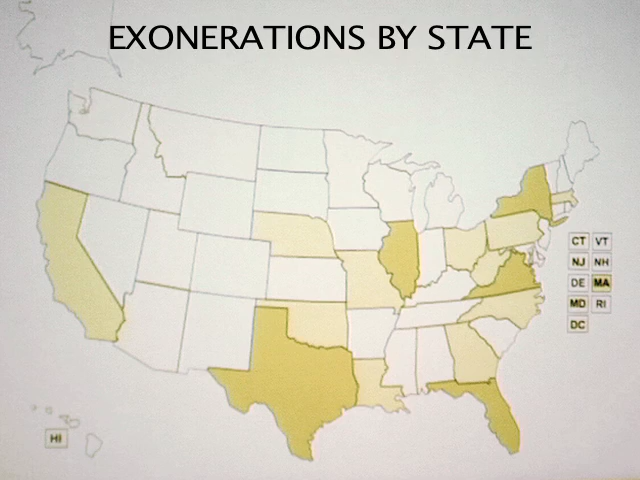 EXONERATIONS BY STATE
CT VT
NJ NH
DE MA
MD RI
DC
HI